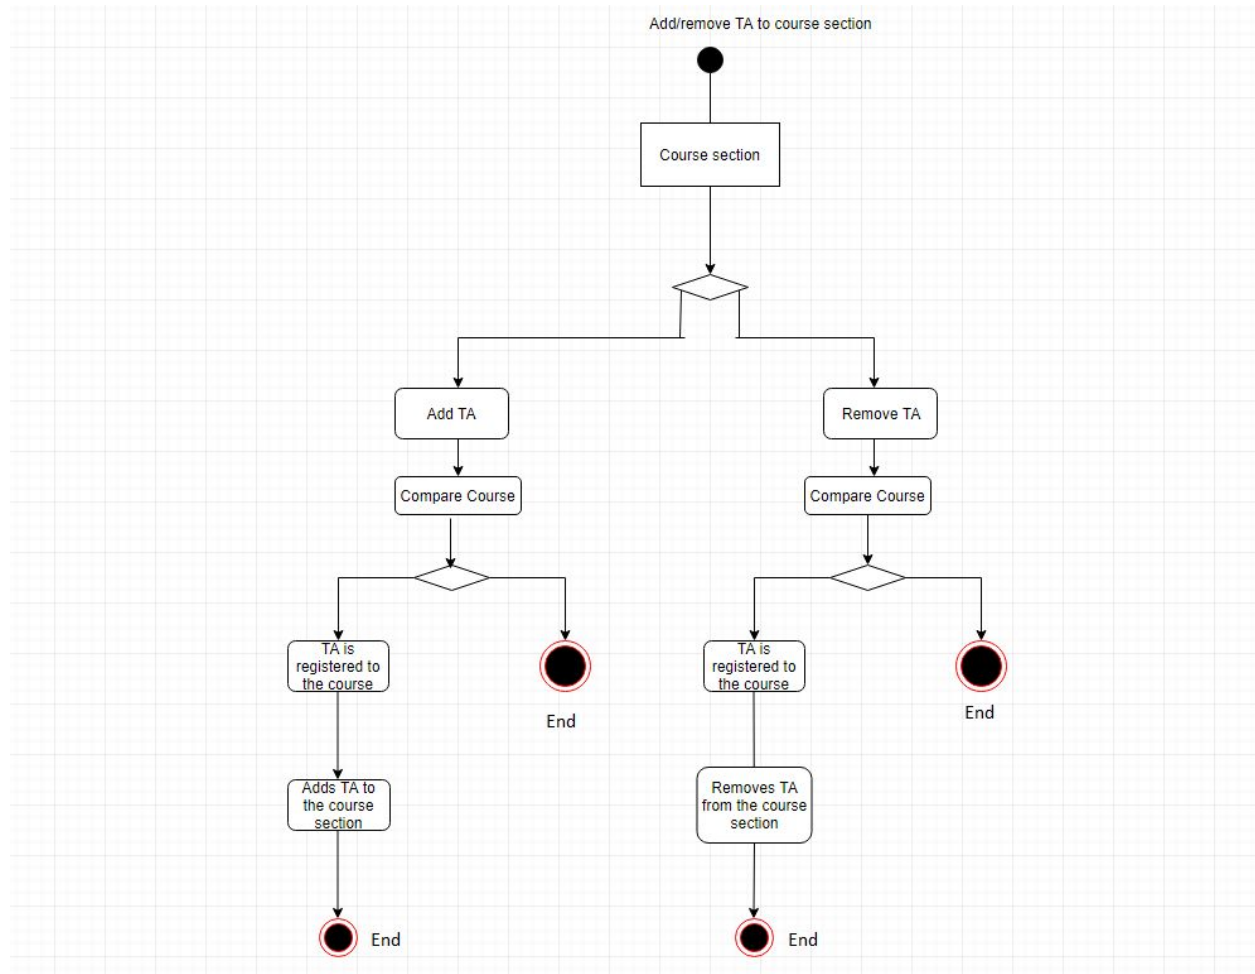 Add/remove TA to course section
Course section
Add TA
Remove TA
Compare Course
Compare Course
TA is
registered to
the course
TA is
registered to
the course
End
End
Adds TA to
the course
section
Removes TA
from the course
section
End
End